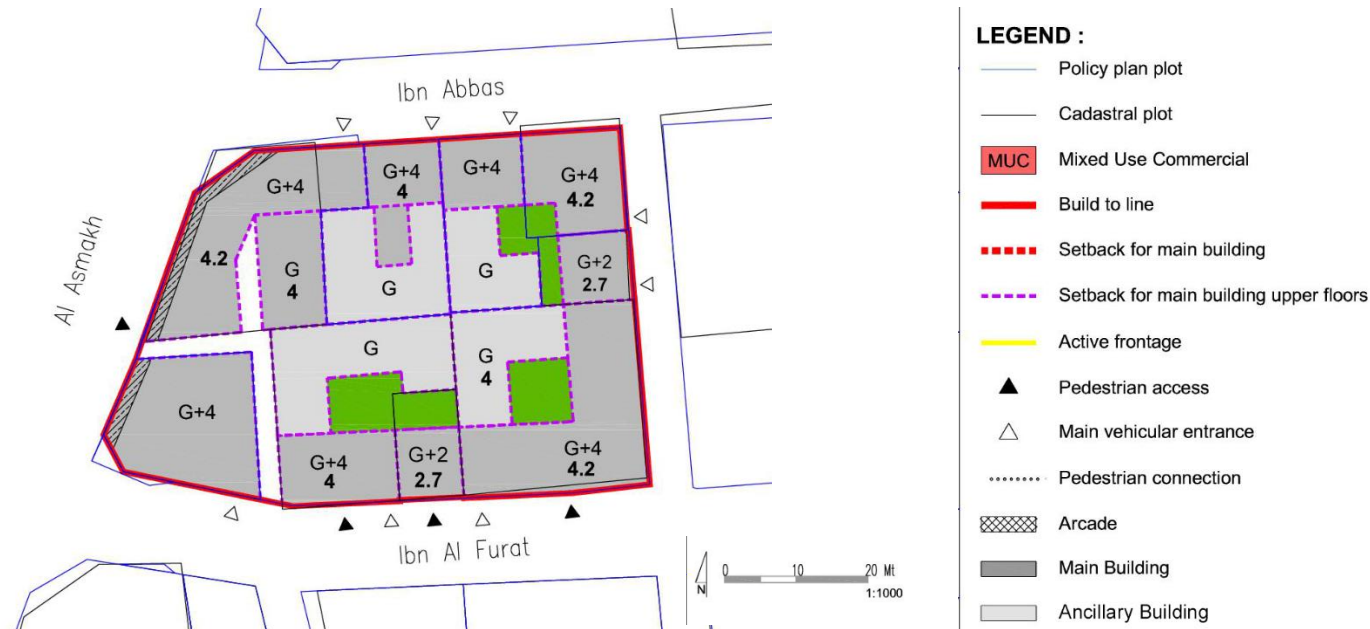 Ibn Abbas
Al Asmakh
G+4
G+4
4
G+4
G+4
4.2
4.2
G
4
G
G
G+2
2.7
G
G
4
G+4
G+4
4
G+2
2.7
G+4
4.2
Ibn Al Furat
N
0 10 20 Mt
1:1000
LEGEND :
Policy plan plot
Cadastral plot
MUC Mixed Use Commercial
Build to line
Setback for main building
Setback for main building upper floors
Active frontage
Pedestrian access
Main vehicular entrance
Pedestrian connection
Arcade
Main Building
Ancillary Building